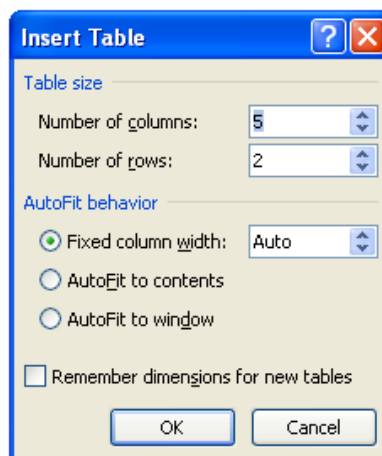 Insert Table ?
Table size
Number of columns: 5
Number of rows: 2
AutoFit behavior
Fixed column width: Auto
AutoFit to contents
AutoFit to window
Remember dimensions for new tables
OK Cancel